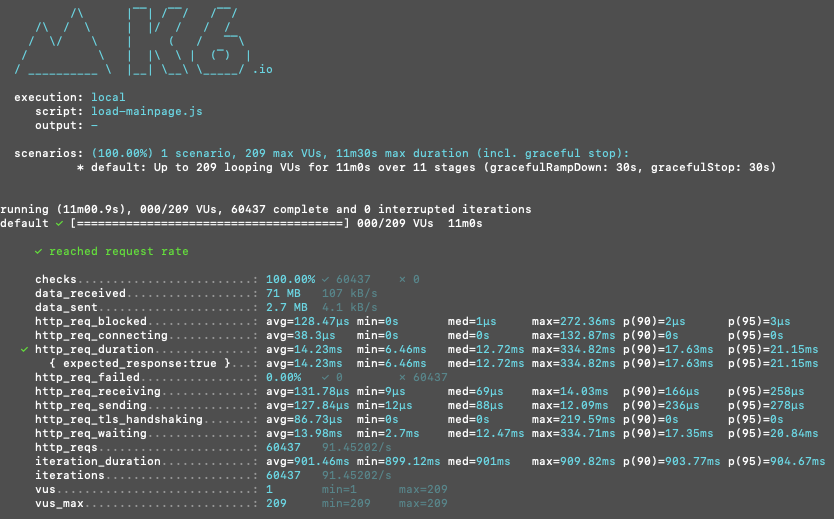 .io
execution: local
script: load-mainpage.js
output: –
scenarios: (100.00%) 1 scenario, 209 max VUs, 11m30s max duration (incl. graceful stop):
* default: Up to 209 looping VUs for 11m0s over 11 stages (gracefulRampDown: 30s, gracefulStop: 30s)
running (11m00.9s), 000/209 VUs, 60437 complete and 0 interrupted iterations
default ✓ [======================================] 000/209 VUs  11m0s
✓ reached request rate
checks.........................: 100.00% ✓ 60437    ✗ 0
data_received..................: 71 MB   107 kB/s
data_sent......................: 2.7 MB  4.1 kB/s
http_req_blocked...............: avg=128.47µs min=0s       med=1µs     max=272.36ms p(90)=2µs      p(95)=3µs
http_req_connecting............: avg=38.3µs   min=0s       med=0s      max=132.87ms p(90)=0s       p(95)=0s
✓ http_req_duration..............: avg=14.23ms  min=6.46ms   med=12.72ms max=334.82ms p(90)=17.63ms  p(95)=21.15ms
{ expected_response:true }...: avg=14.23ms  min=6.46ms   med=12.72ms max=334.82ms p(90)=17.63ms  p(95)=21.15ms
http_req_failed................: 0.00%   ✓ 0        ✗ 60437
http_req_receiving.............: avg=131.78µs min=9µs      med=69µs    max=14.03ms  p(90)=166µs    p(95)=258µs
http_req_sending...............: avg=127.84µs min=12µs     med=88µs    max=12.09ms  p(90)=236µs    p(95)=278µs
http_req_tls_handshaking.......: avg=86.73µs  min=0s       med=0s      max=219.59ms p(90)=0s       p(95)=0s
http_req_waiting...............: avg=13.98ms  min=2.7ms    med=12.47ms max=334.71ms p(90)=17.35ms  p(95)=20.84ms
http_reqs......................: 60437   91.45202/s
iteration_duration.............: avg=901.46ms min=899.12ms med=901ms   max=909.82ms p(90)=903.77ms p(95)=904.67ms
iterations.....................: 60437   91.45202/s
vus............................: 1       min=1      max=209
vus_max........................: 209     min=209    max=209